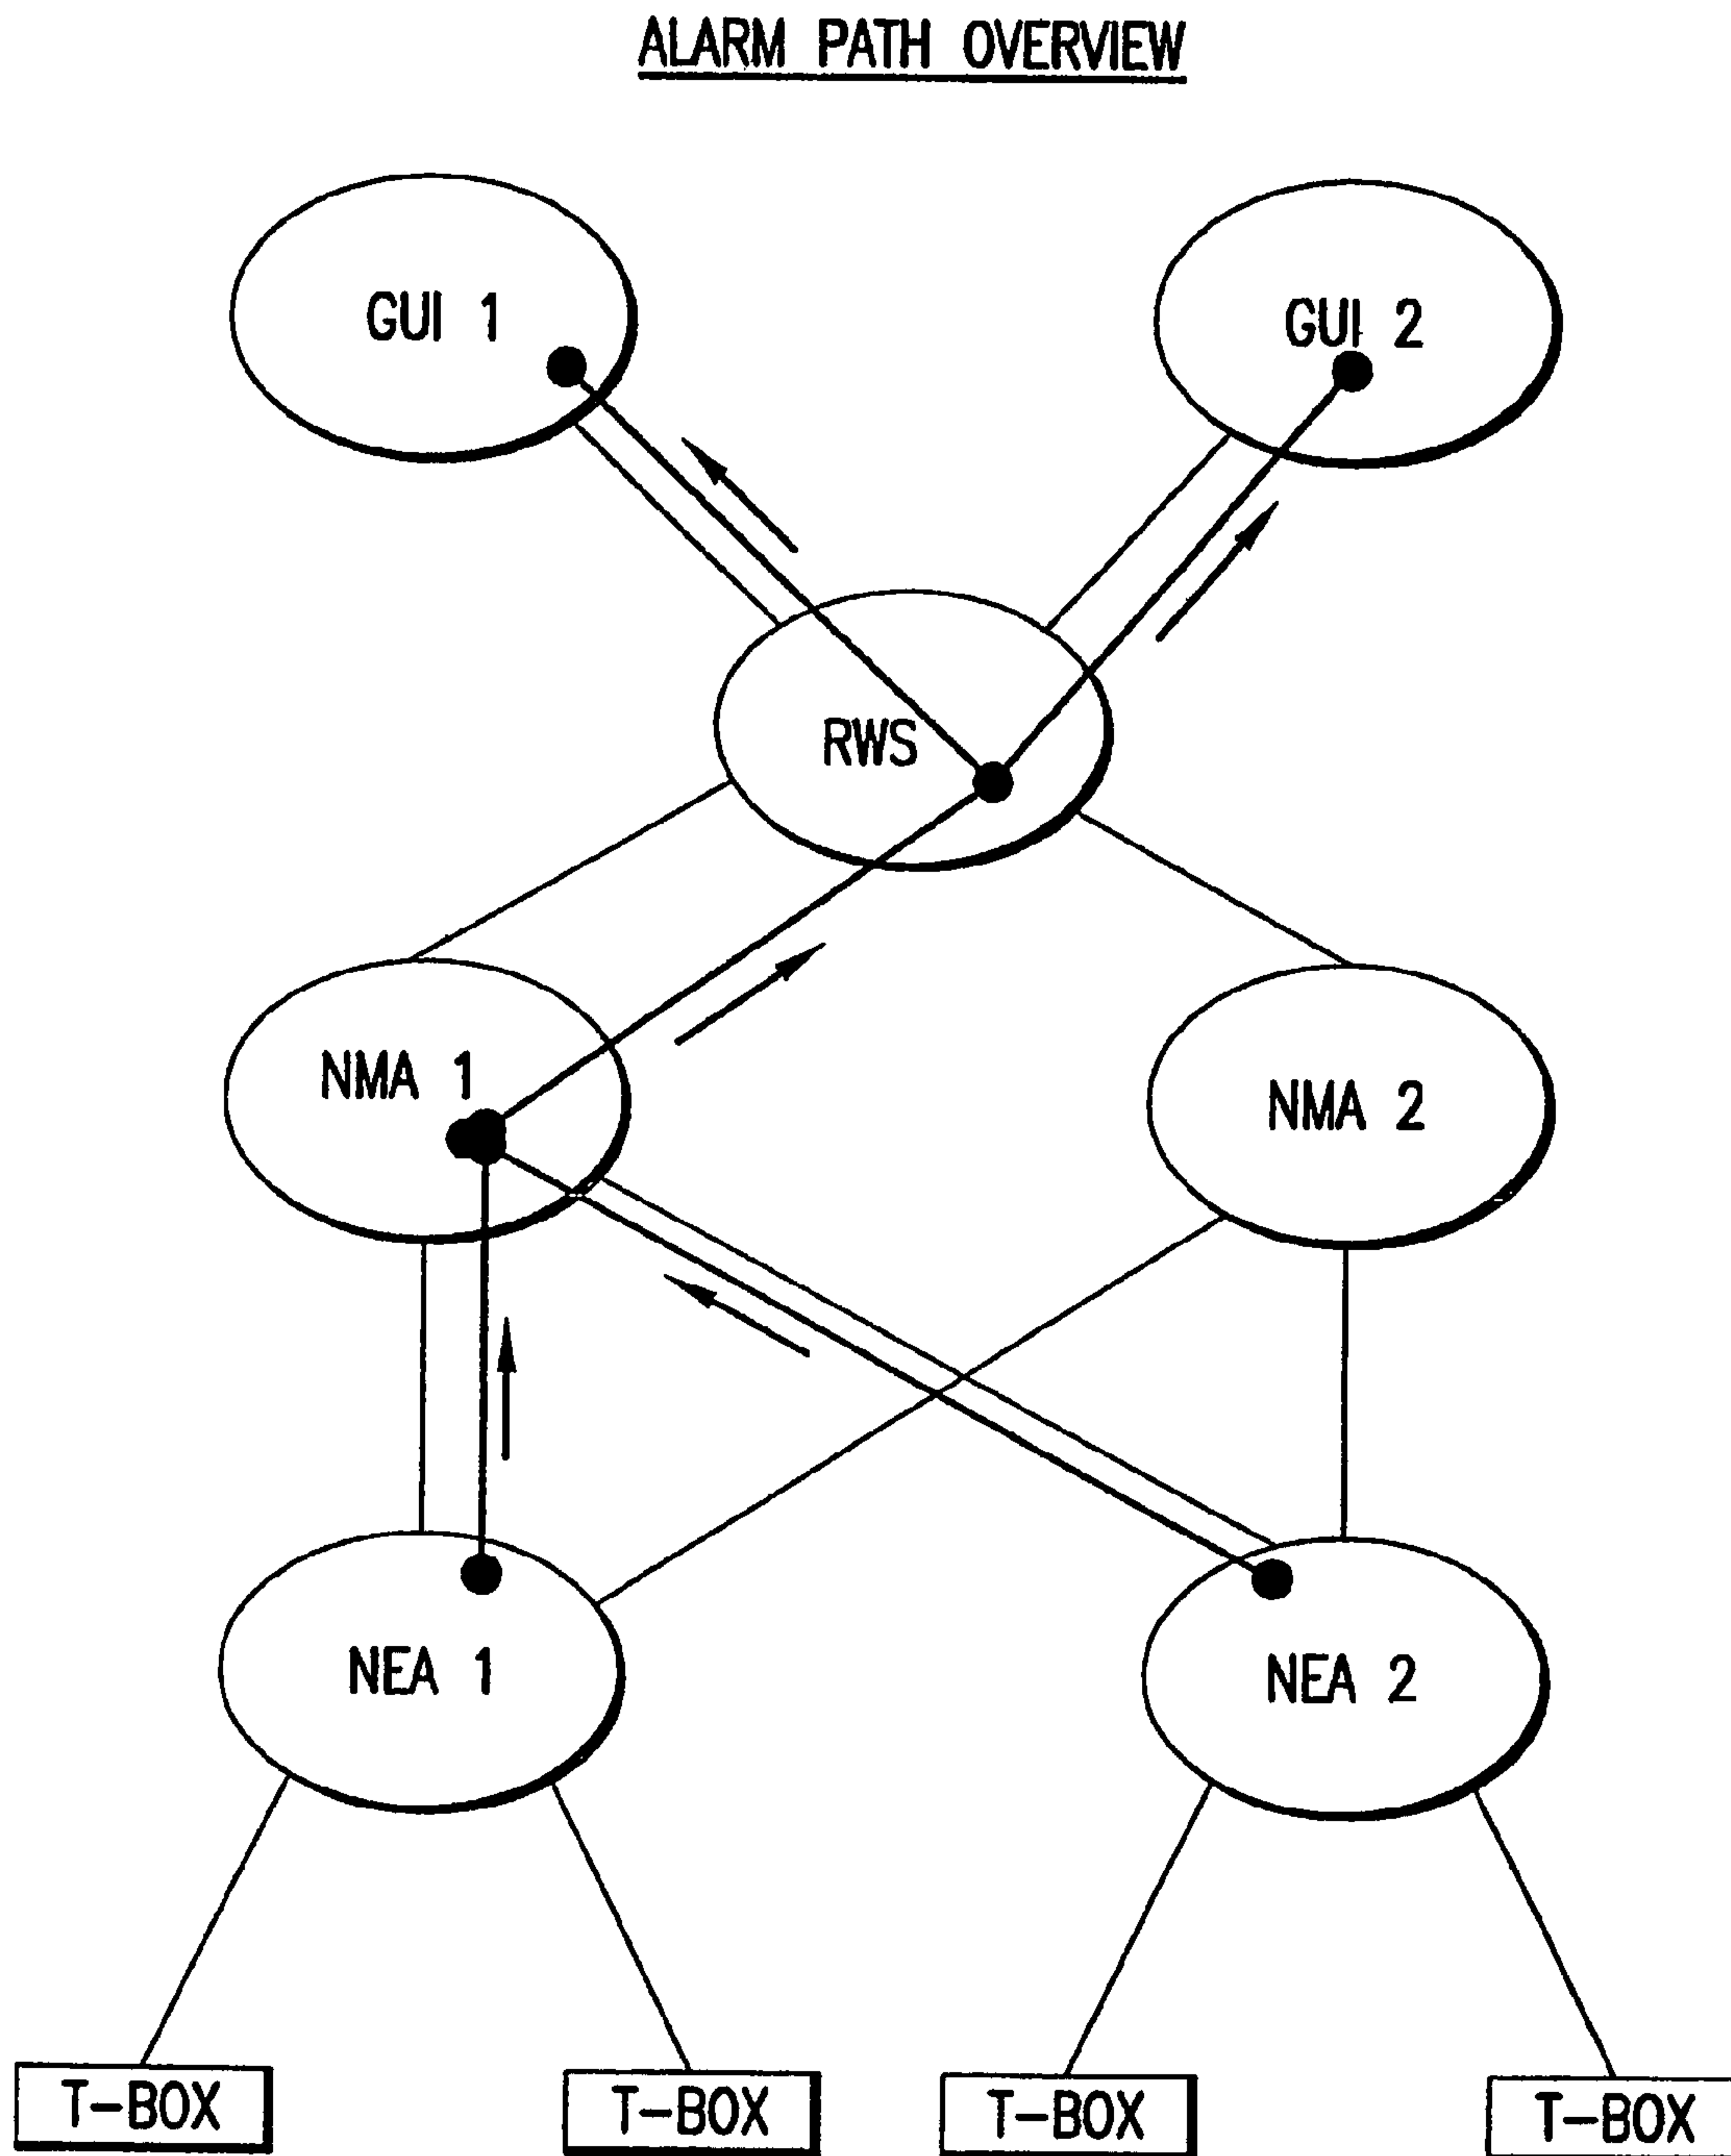 ALARM PATH OVERVIEW
GUI 1
GUI 2
RWS
NMA 1
NMA 2
NEA 1
NEA 2
T-BOX
T-BOX
T-BOX
T-BOX